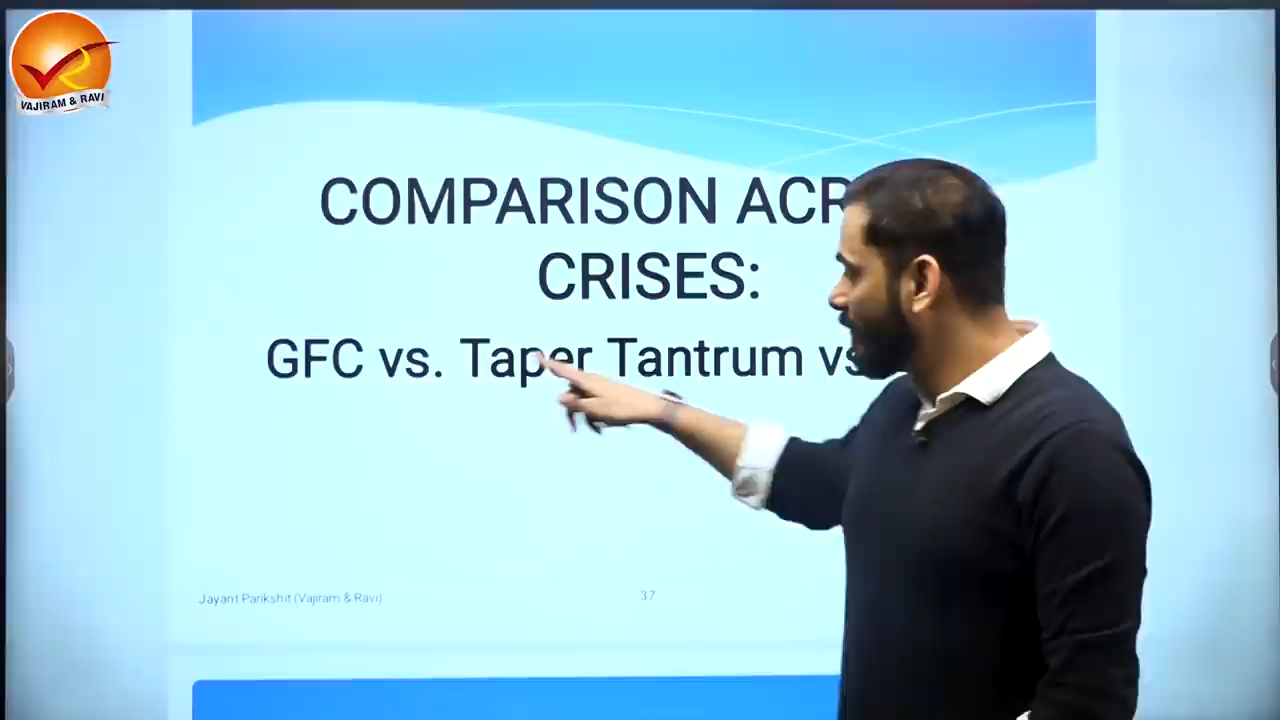 VAJIRAM & RAVI
COMPARISON ACR
CRISES:
GFC vs. Taper Tantrum vs
Jayant Parikshit (Vajiram & Ravi)
37